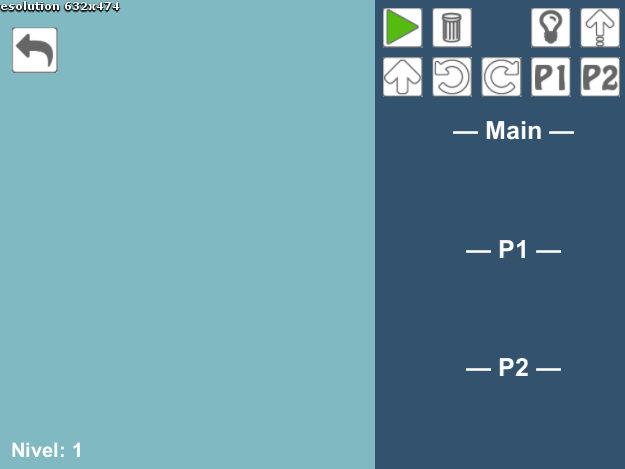 esolution 632x474
P1 P2
— Main —
— P1 —
— P2 —
Nivel: 1